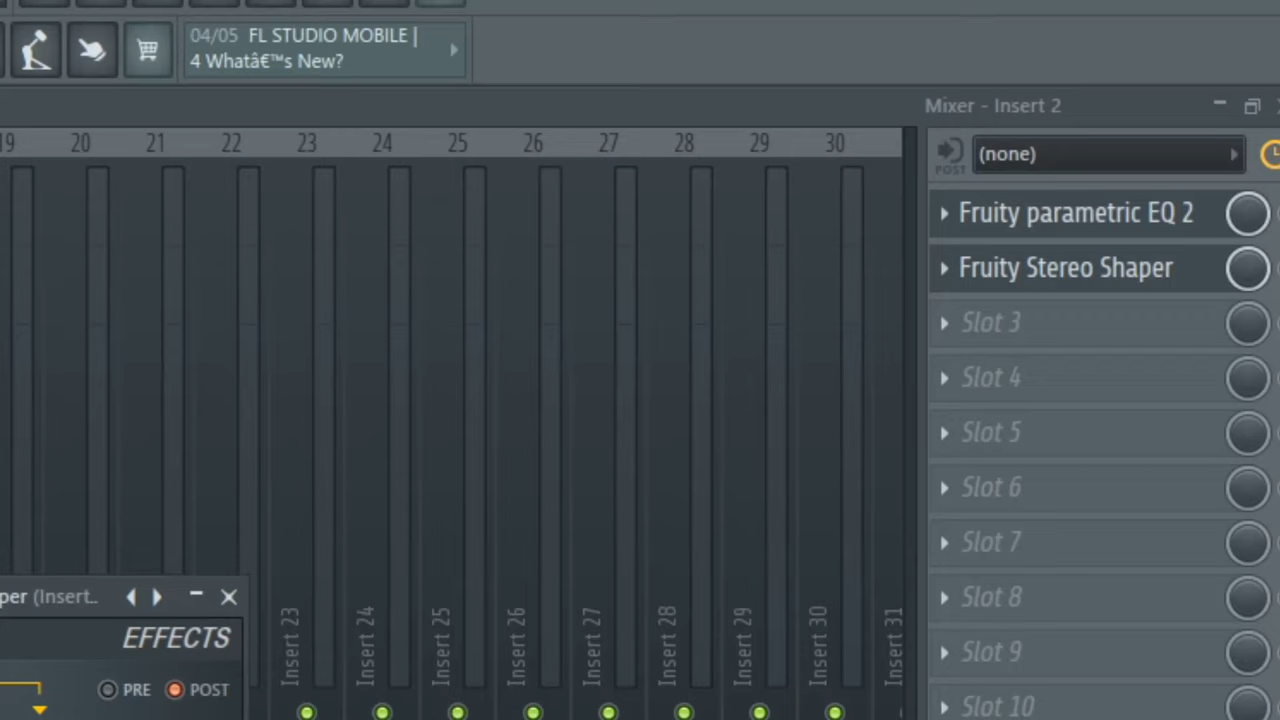 04/05 FL STUDIO MOBILE |
4 Whatâ€™s New?
Mixer - Insert 2
19 20 21 22 23 24 25 26 27 28 29 30
POST
(none)
Fruity parametric EQ 2
Fruity Stereo Shaper
Slot 3
Slot 4
Slot 5
Slot 6
Slot 7
Slot 8
Slot 9
Slot 10
Insert 23
Insert 24
Insert 25
Insert 26
Insert 27
Insert 28
Insert 29
Insert 30
Insert 31
per (Insert..
EFFECTS
PRE POST